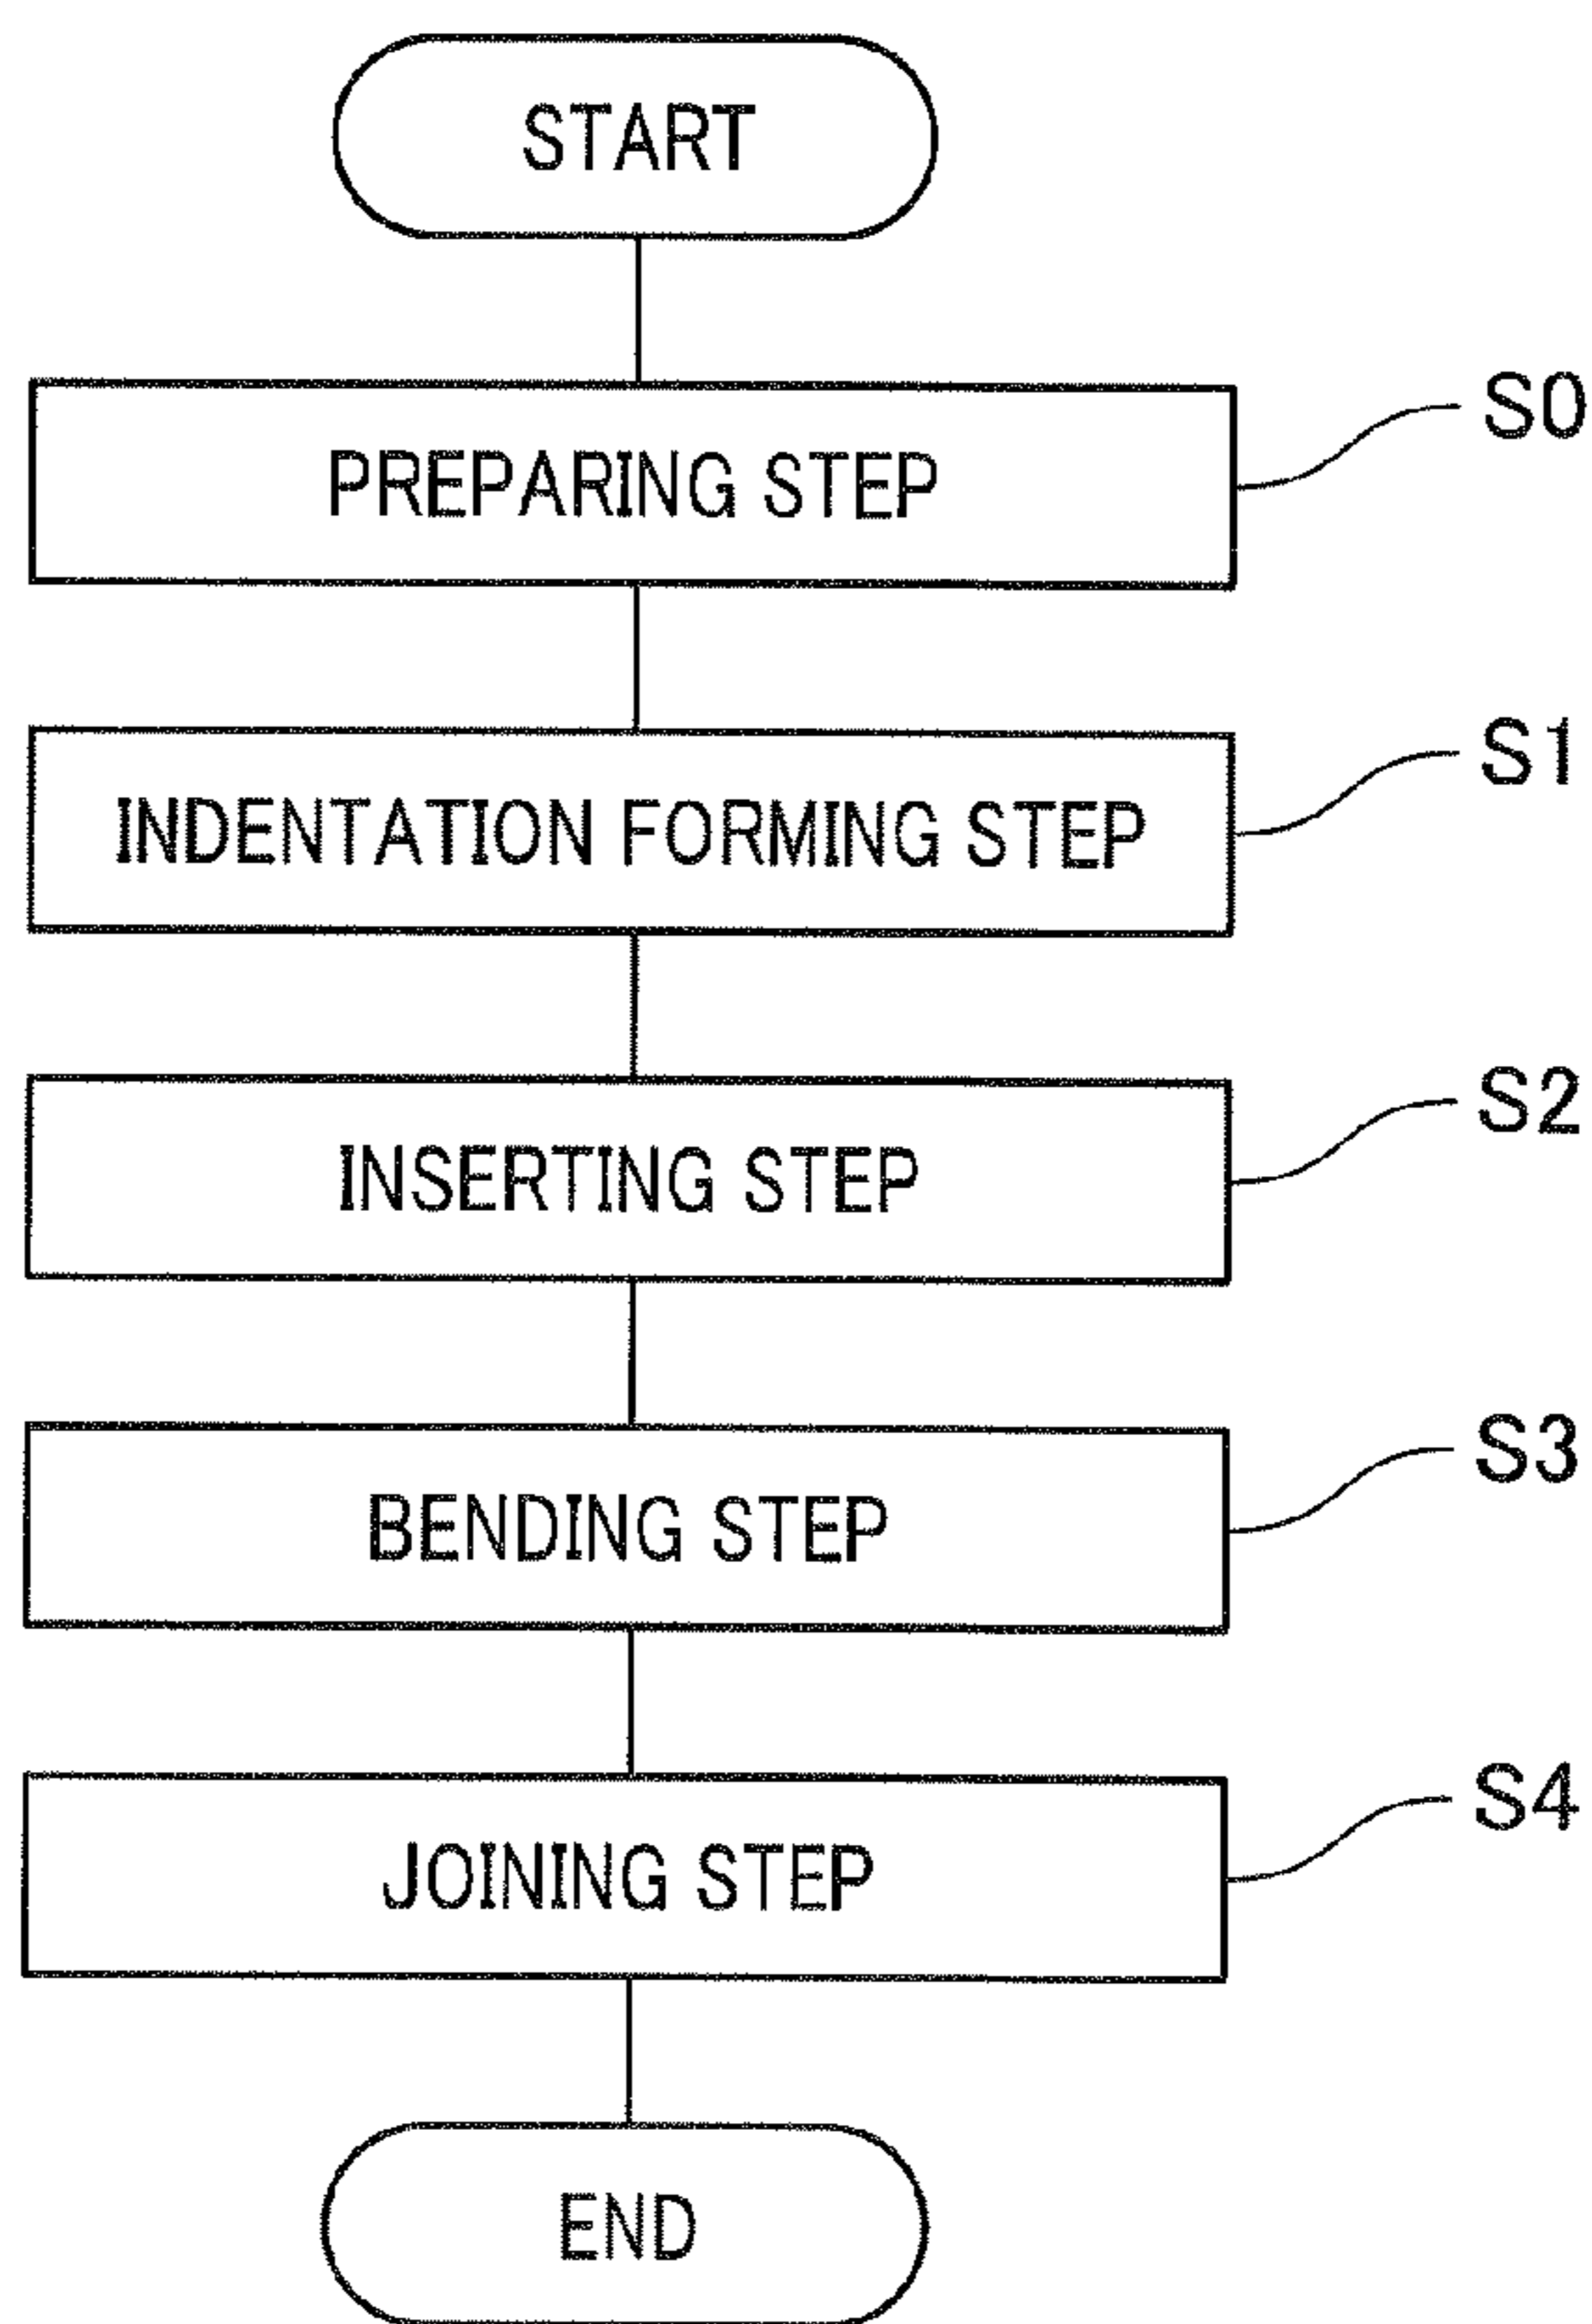 START
PREPARING STEP
S0
INDENTATION FORMING STEP
S1
INSERTING STEP
S2
BENDING STEP
S3
JOINING STEP
S4
END